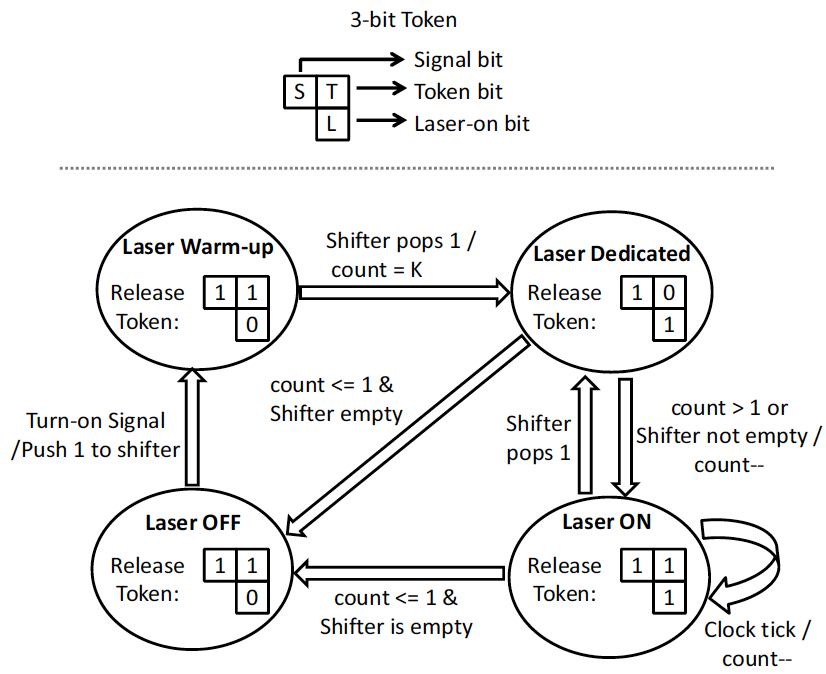 3-bit Token
Signal bit
S T
Token bit
L
Laser-on bit
Laser Warm-up
Release 1 1
Token: 0
Shifter pops 1 /
count = K
Laser Dedicated
Release 1 0
Token: 1
Turn-on Signal
/Push 1 to shifter
count <= 1 &
Shifter empty
Shifter
pops 1
count > 1 or
Shifter not empty /
count--
Laser OFF
Release 1 1
Token: 0
count <= 1 &
Shifter is empty
Laser ON
Release 1 1
Token: 1
Clock tick /
count--